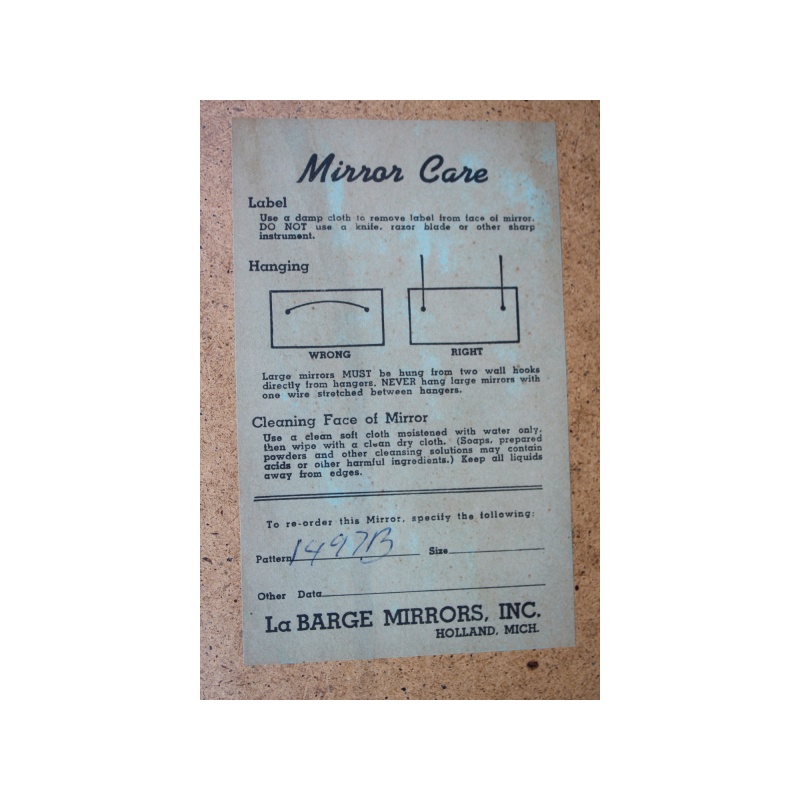 Mirror Care
Label
Use a damp cloth to remove label from face of mirror.
DO NOT use a knife, razor blade or other sharp
instrument.
Hanging
WRONG RIGHT
Large mirrors MUST be hung from two wall hooks
directly from hangers. NEVER hang large mirrors with
one wire stretched between hangers.
Cleaning Face of Mirror
Use a clean soft cloth moistened with water only,
then wipe with a clean dry cloth. (Soaps, prepared
powders and other cleansing solutions may contain
acids or other harmful ingredients.) Keep all liquids
away from edges.
To re-order this Mirror, specify the following:
Pattern 1497B Size
Other Data
La BARGE MIRRORS, INC.
HOLLAND, MICH.